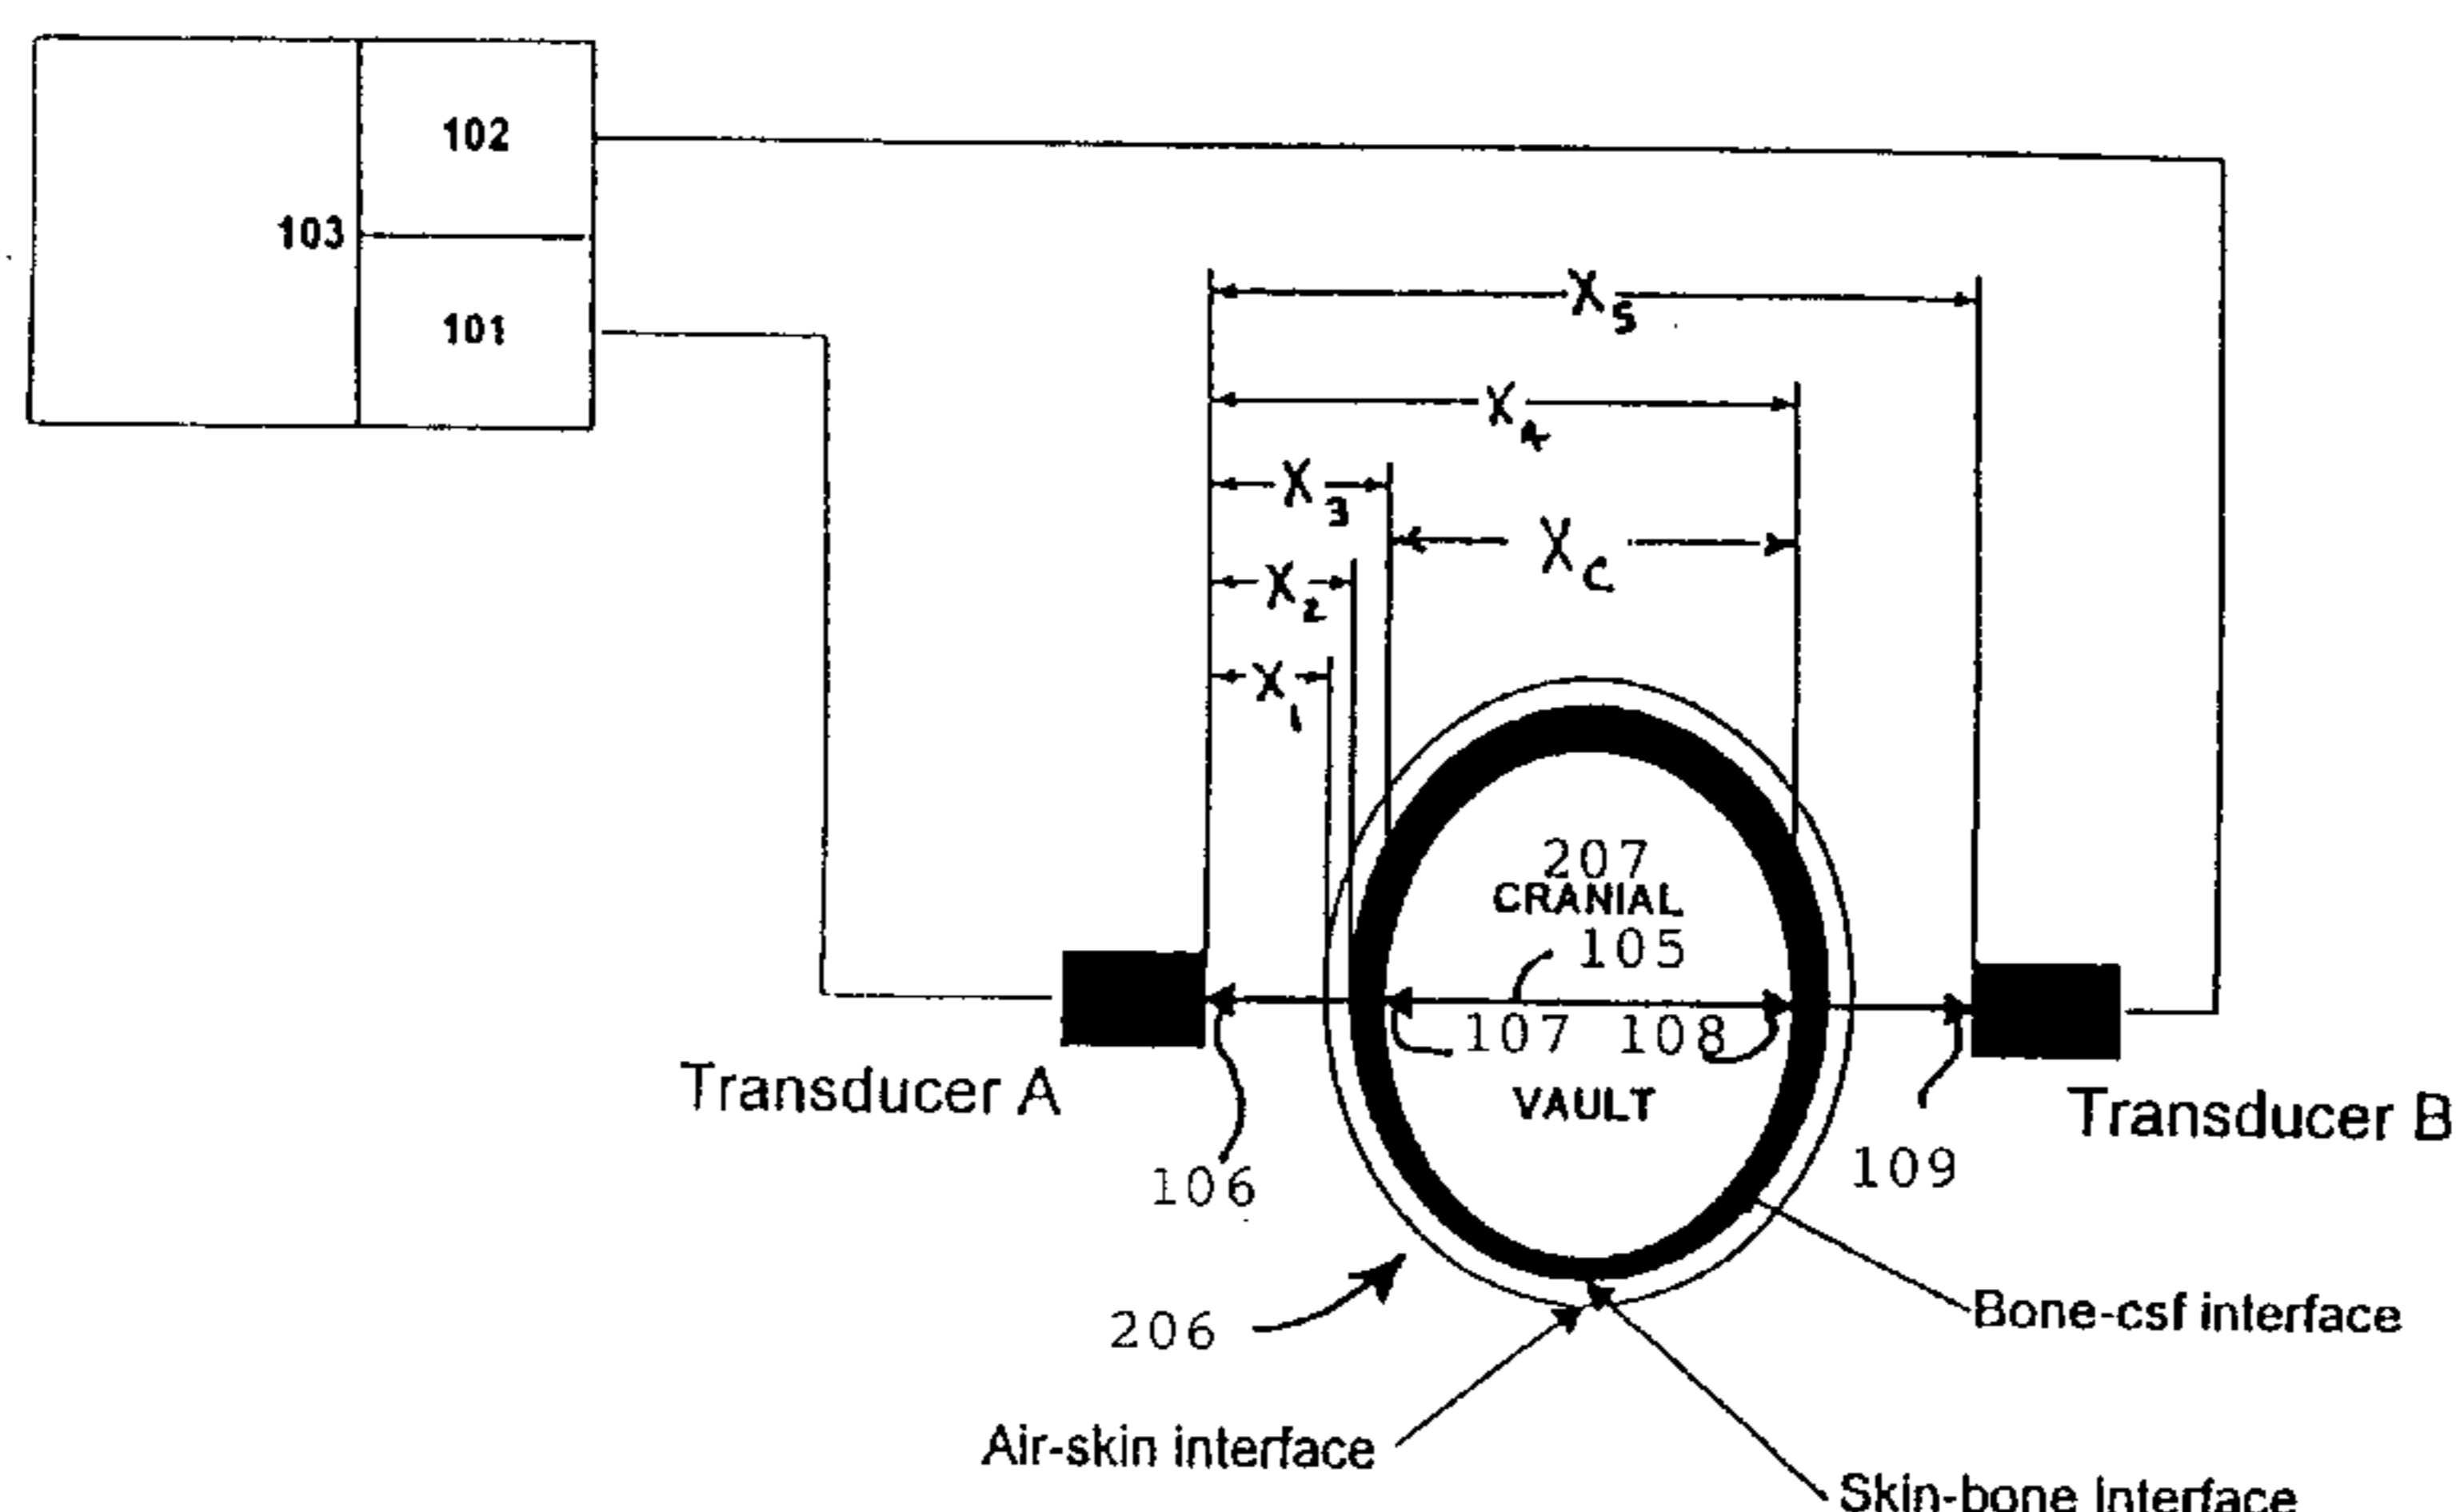 102
103
101
X5
X4
X3
XC
X2
X1
207
CRANIAL
105
107 108
VAULT
Transducer A
Transducer B
106
109
206
Bone-csf interface
Air-skin interface
Skin-bone Interface